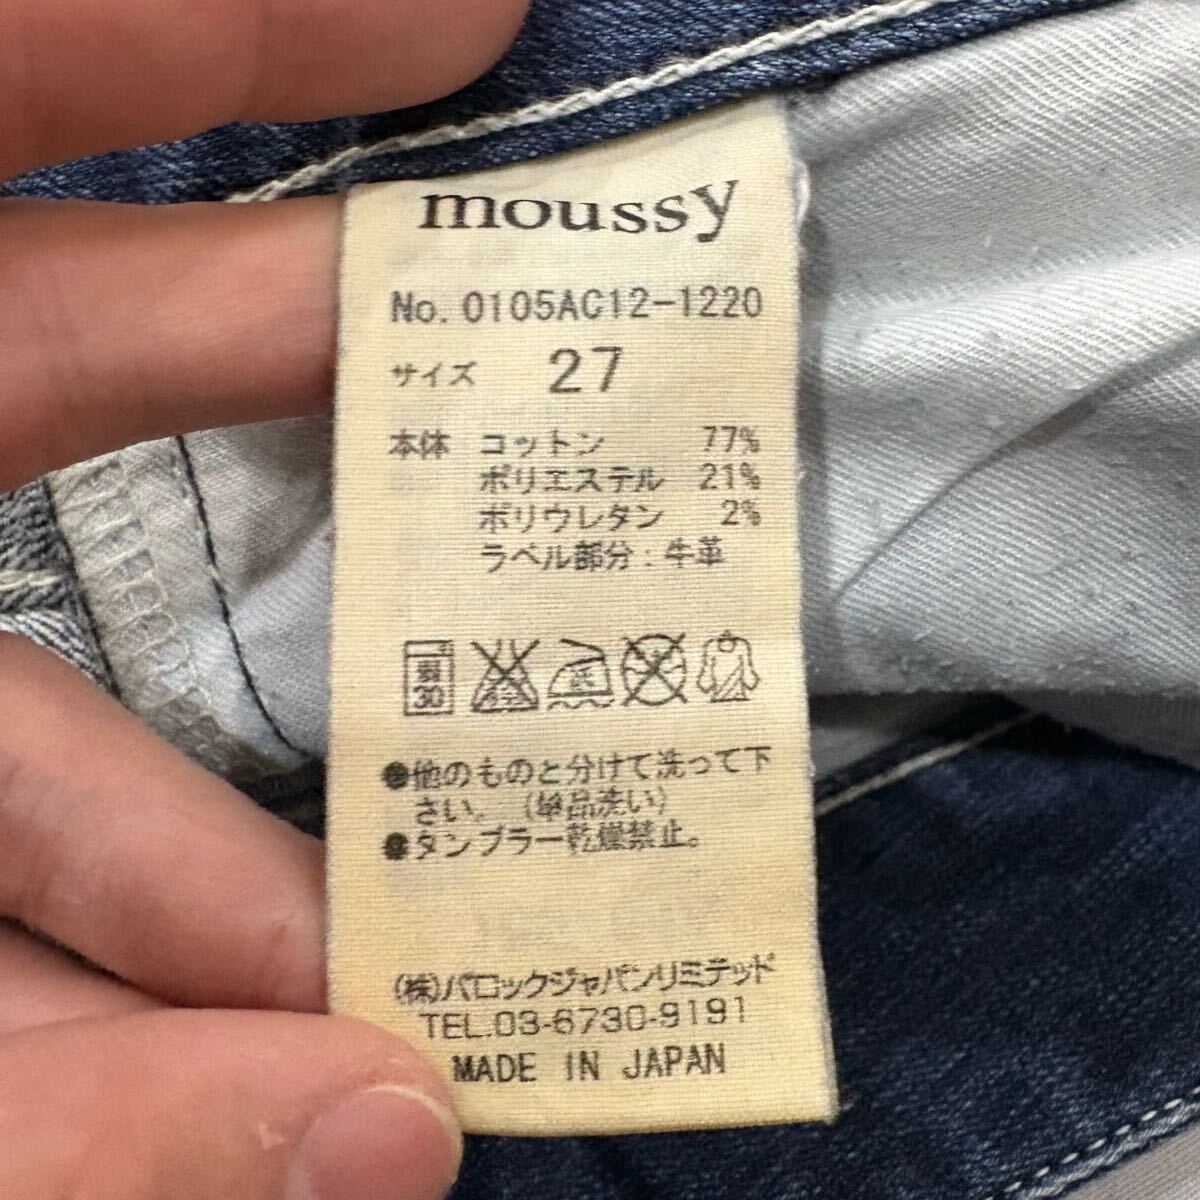 moussy
No. 0105AC12-1220
サイズ 27
本体 コットン 77%
ポリエステル 21%
ポリウレタン 2%
ラベル部分：牛革
30
●他のものと分けて洗って下
さい。(単品洗い)
●タンブラー乾燥禁止。
(株)バロックジャパンリミテッド
TEL.03-6730-9191
MADE IN JAPAN